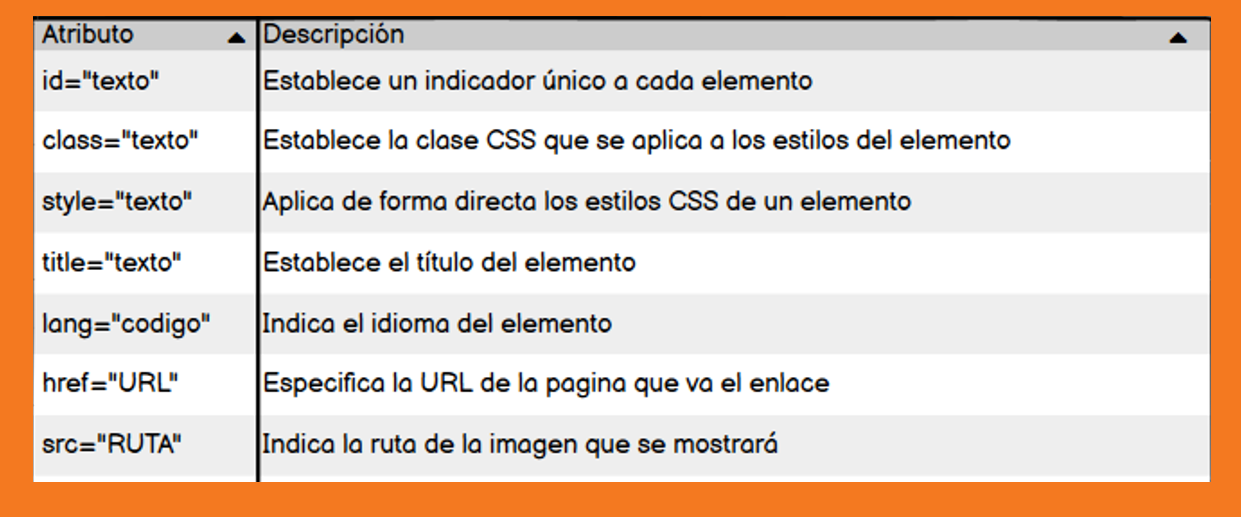 Atributo Descripción
id="texto" Establece un indicador único a cada elemento
class="texto" Establece la clase CSS que se aplica a los estilos del elemento
style="texto" Aplica de forma directa los estilos CSS de un elemento
title="texto" Establece el título del elemento
lang="codigo" Indica el idioma del elemento
href="URL" Especifica la URL de la pagina que va el enlace
src="RUTA" Indica la ruta de la imagen que se mostrará